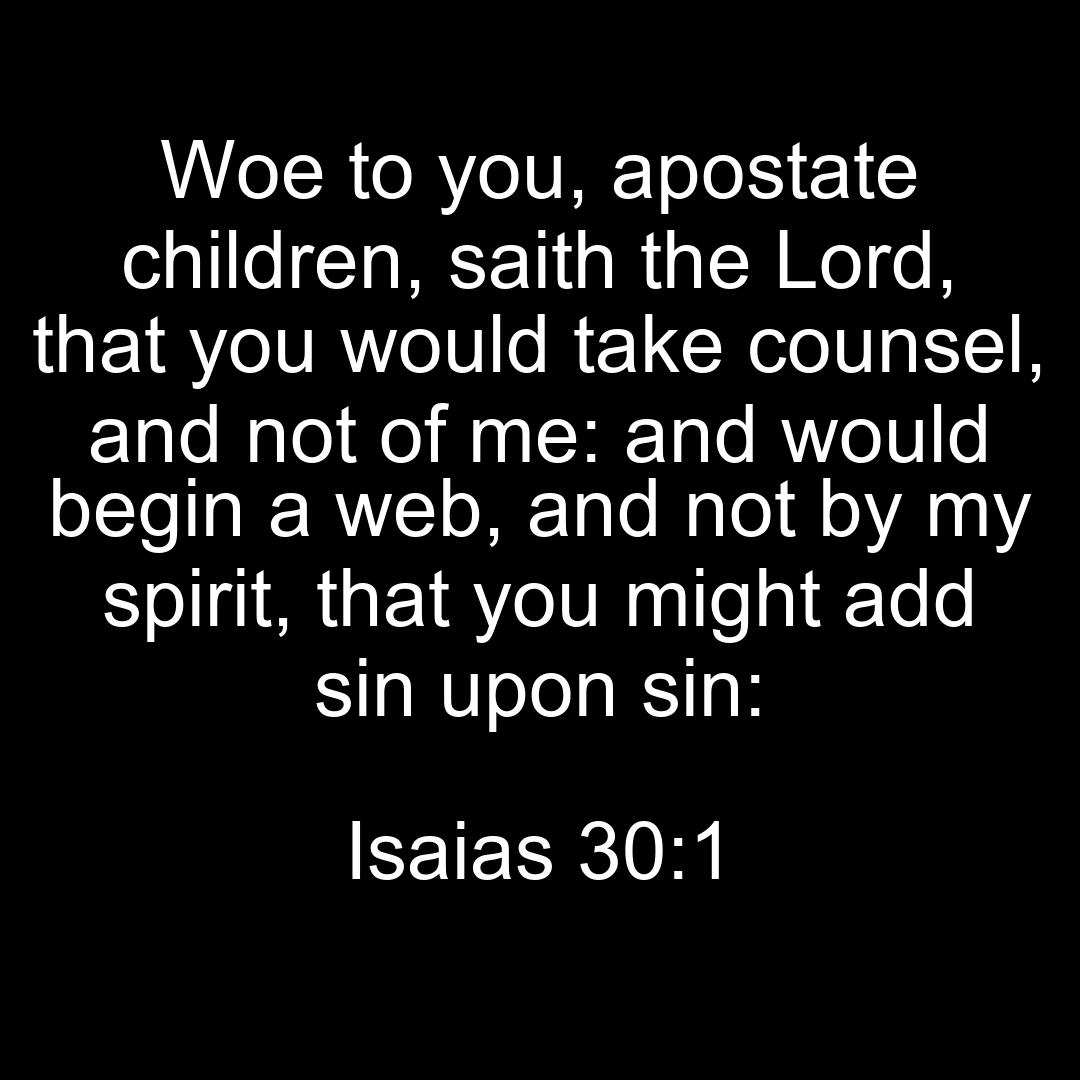 Woe to you, apostate
children, saith the Lord,
that you would take counsel,
and not of me: and would
begin a web, and not by my
spirit, that you might add
sin upon sin:
Isaias 30:1